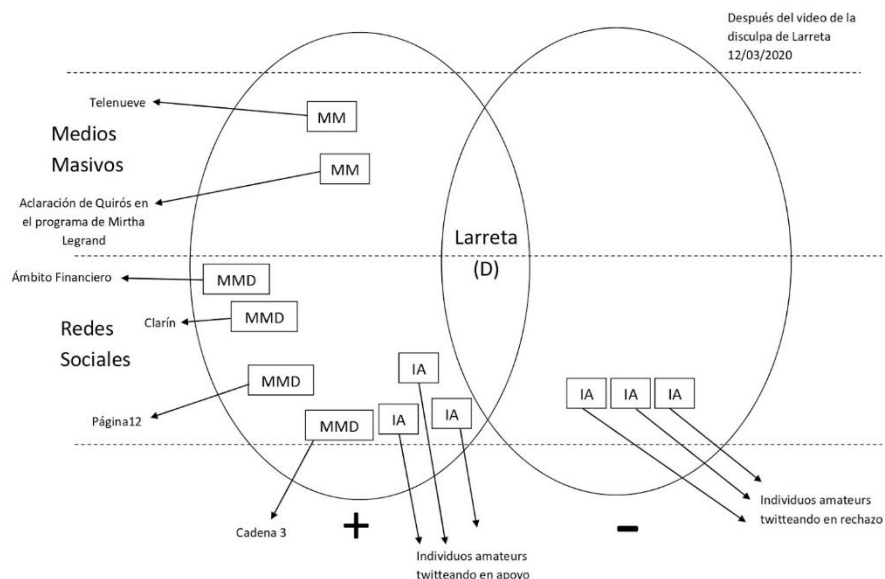 Después del video de la
disculpa de Larreta
12/03/2020
Telenueve
MM
Medios
Masivos
MM
Aclaración de Quirós en
el programa de Mirtha
Legrand
Larreta
(D)
Ámbito Financiero
MMD
Clarín
MMD
Redes
Sociales
MMD
IA
Página12
MMD
IA
IA
IA
IA
IA
Cadena 3
+
-
Individuos amateurs
twitteando en apoyo
Individuos amateurs
twitteando en rechazo